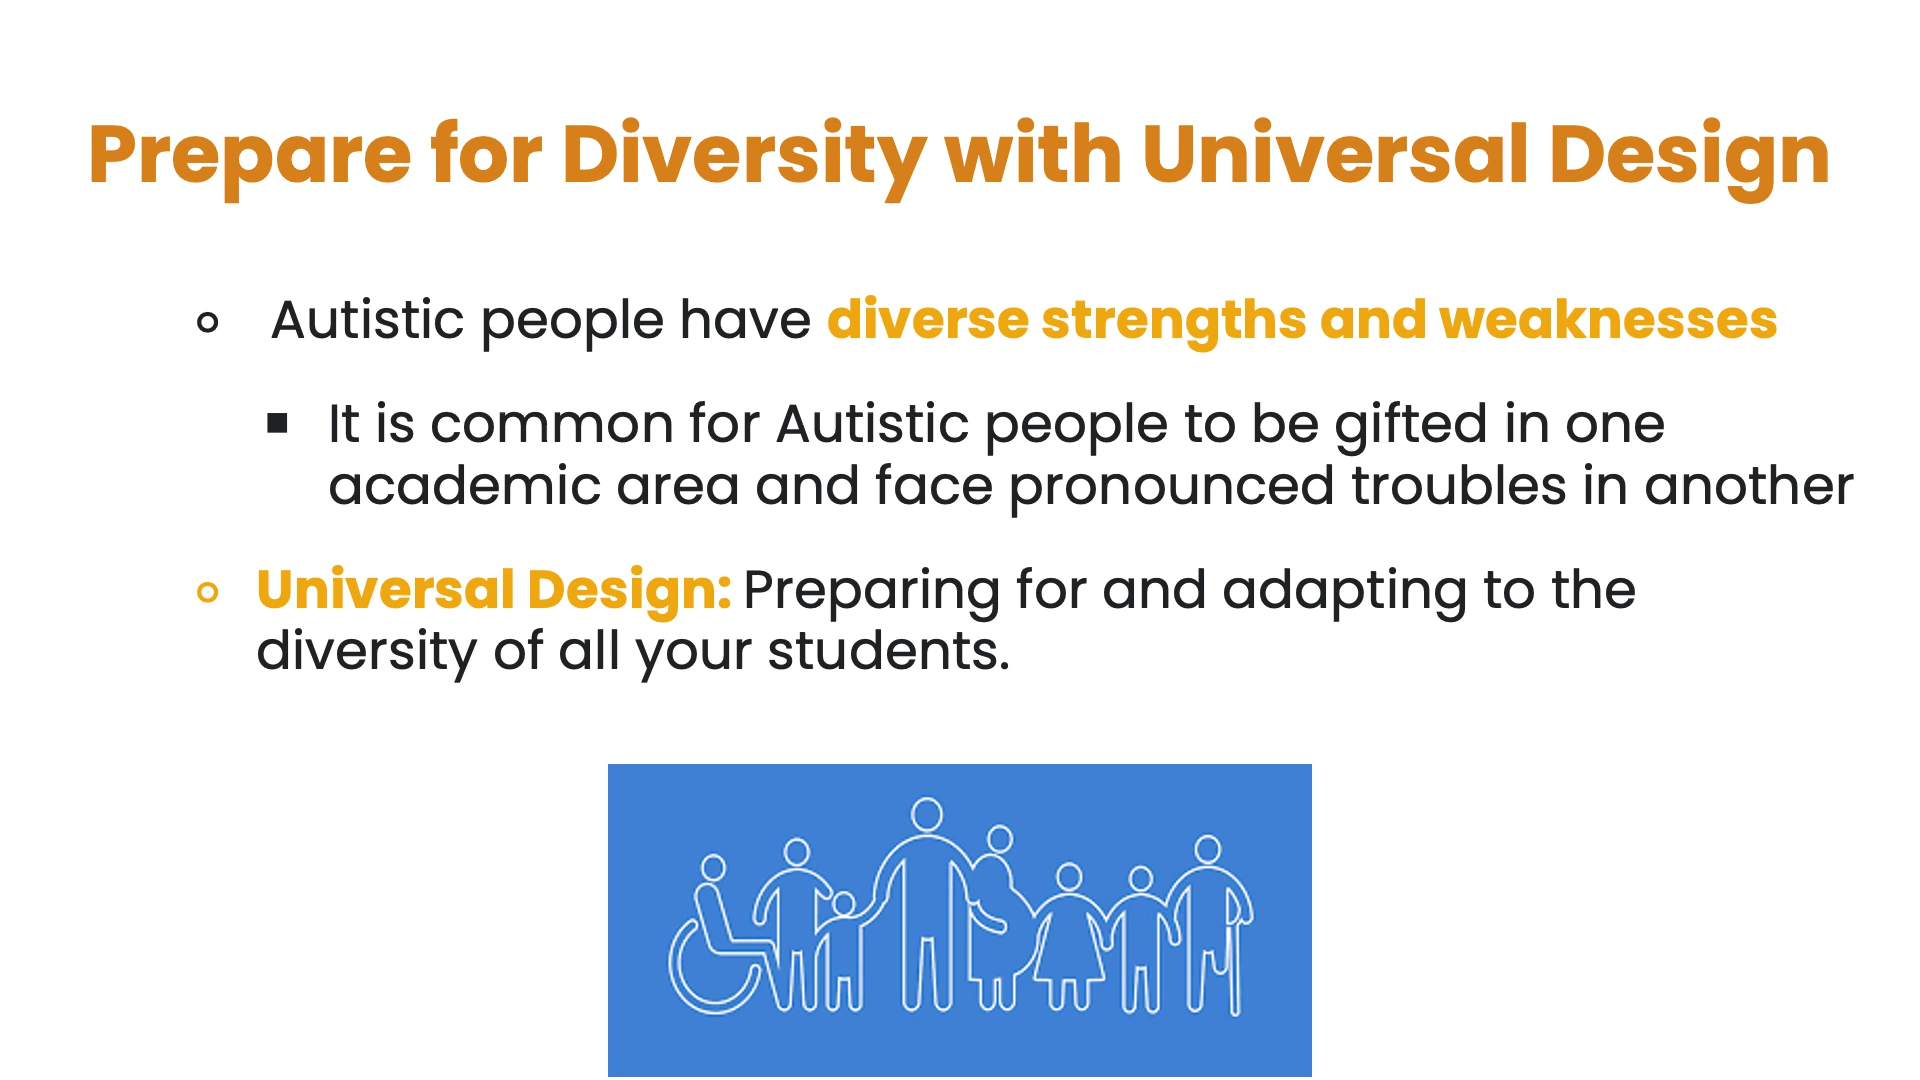 Prepare for Diversity with Universal Design
Autistic people have diverse strengths and weaknesses
It is common for Autistic people to be gifted in one
academic area and face pronounced troubles in another
Universal Design: Preparing for and adapting to the
diversity of all your students.